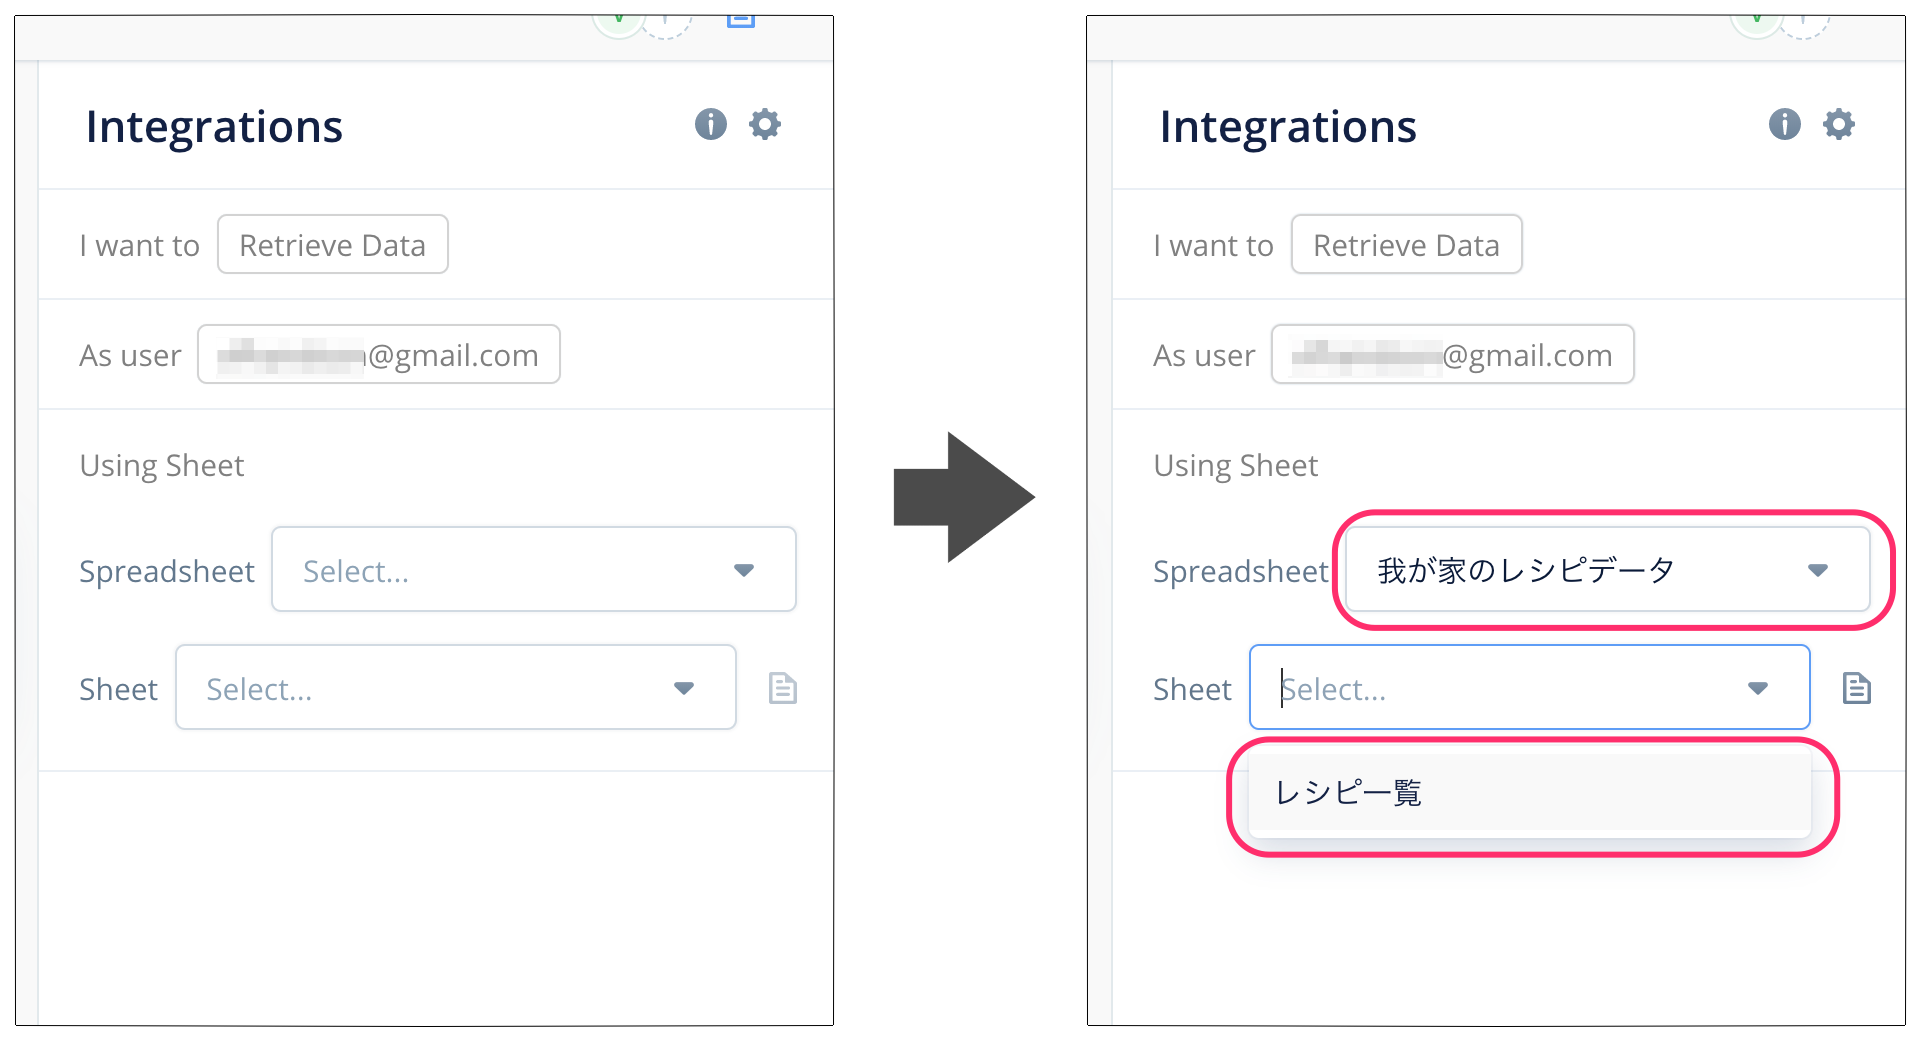 Integrations
I want to Retrieve Data
As user @gmail.com
Using Sheet
Spreadsheet Select...
Sheet Select...
Integrations
I want to Retrieve Data
As user @gmail.com
Using Sheet
Spreadsheet 我が家のレシピデータ
Sheet Select...
レシピ一覧